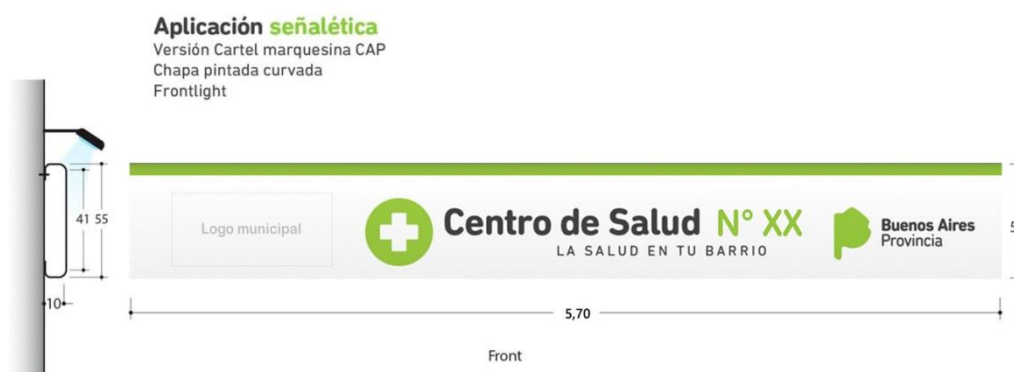 Aplicación señalética
Versión Cartel marquesina CAP
Chapa pintada curvada
Frontlight
41 55
10
Logo municipal
Centro de Salud N° XX
LA SALUD EN TU BARRIO
Buenos Aires
Provincia
5,70
Front